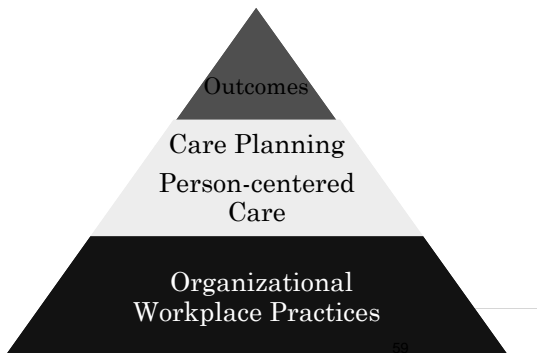 Outcomes
Care Planning
Person-centered
Care
Organizational
Workplace Practices
59